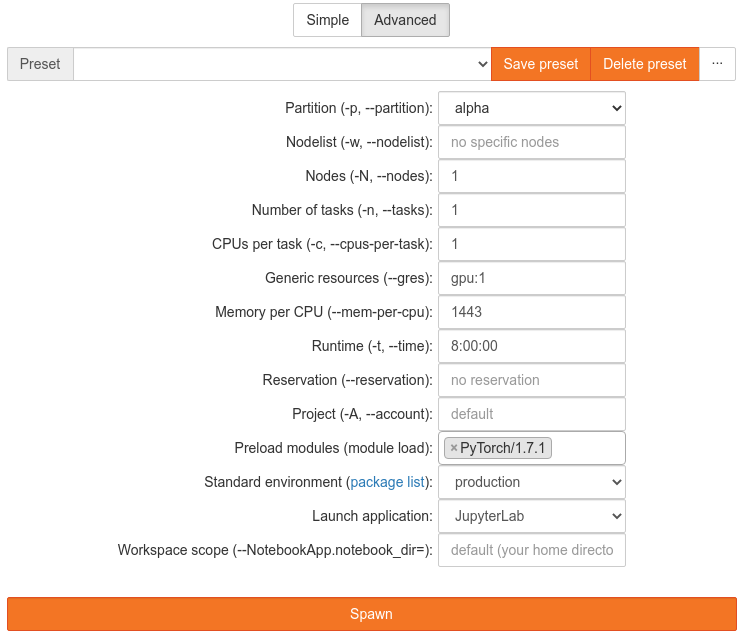 Simple Advanced
Preset Save preset Delete preset ...
Partition (-p, --partition): alpha
Nodelist (-w, --nodelist): no specific nodes
Nodes (-N, --nodes): 1
Number of tasks (-n, --tasks): 1
CPUs per task (-c, --cpus-per-task): 1
Generic resources (--gres): gpu:1
Memory per CPU (--mem-per-cpu): 1443
Runtime (-t, --time): 8:00:00
Reservation (--reservation): no reservation
Project (-A, --account): default
Preload modules (module load): × PyTorch/1.7.1
Standard environment (package list): production
Launch application: JupyterLab
Workspace scope (--NotebookApp.notebook_dir=): default (your home directo
Spawn